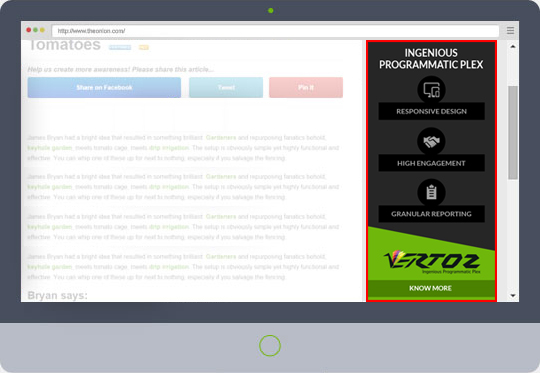 http://www.theonion.com/
Tomatoes
Help us create more awareness! Please share this article...
Share on Facebook
Tweet
Pin it
James Bryan had a bright idea that resulted in something brilliant. Gardeners and repurposing fanatics behold,
keyhole garden, meets tomato cage, meets drip irrigation. The setup is obviously simple yet highly functional and
effective. You can whip one of these up for next to nothing, especially if you salvage the fencing.
James Bryan had a bright idea that resulted in something brilliant. Gardeners and repurposing fanatics behold,
keyhole garden, meets tomato cage, meets drip irrigation. The setup is obviously simple yet highly functional and
effective. You can whip one of these up for next to nothing, especially if you salvage the fencing.
James Bryan had a bright idea that resulted in something brilliant. Gardeners and repurposing fanatics behold,
keyhole garden, meets tomato cage, meets drip irrigation. The setup is obviously simple yet highly functional and
effective. You can whip one of these up for next to nothing, especially if you salvage the fencing.
James Bryan had a bright idea that resulted in something brilliant. Gardeners and repurposing fanatics behold,
keyhole garden, meets tomato cage, meets drip irrigation. The setup is obviously simple yet highly functional and
effective. You can whip one of these up for next to nothing, especially if you salvage the fencing.
Bryan says:
INGENIOUS
PROGRAMMATIC PLEX
RESPONSIVE DESIGN
HIGH ENGAGEMENT
GRANULAR REPORTING
VERTOZ
Ingenious Programmatic Plex
KNOW MORE